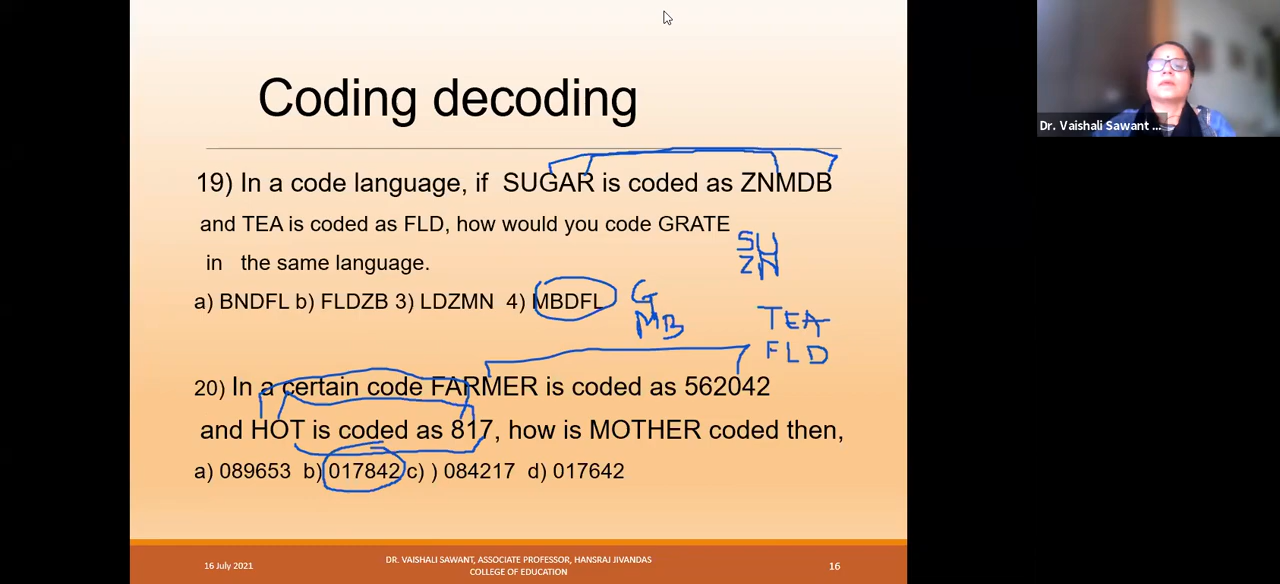 Coding decoding
19) In a code language, if SUGAR is coded as ZNMDB
and TEA is coded as FLD, how would you code GRATE
in the same language.
a) BNDFL b) FLDZB 3) LDZMN 4) MBDFL
SU
ZN
G
MB
TEA
FLD
20) In a certain code FARMER is coded as 562042
and HOT is coded as 817, how is MOTHER coded then,
a) 089653 b) 017842 c) ) 084217 d) 017642
16 July 2021
DR. VAISHALI SAWANT, ASSOCIATE PROFESSOR, HANSRAJ JIVANDAS
COLLEGE OF EDUCATION
16
Dr. Vaishali Sawant ...